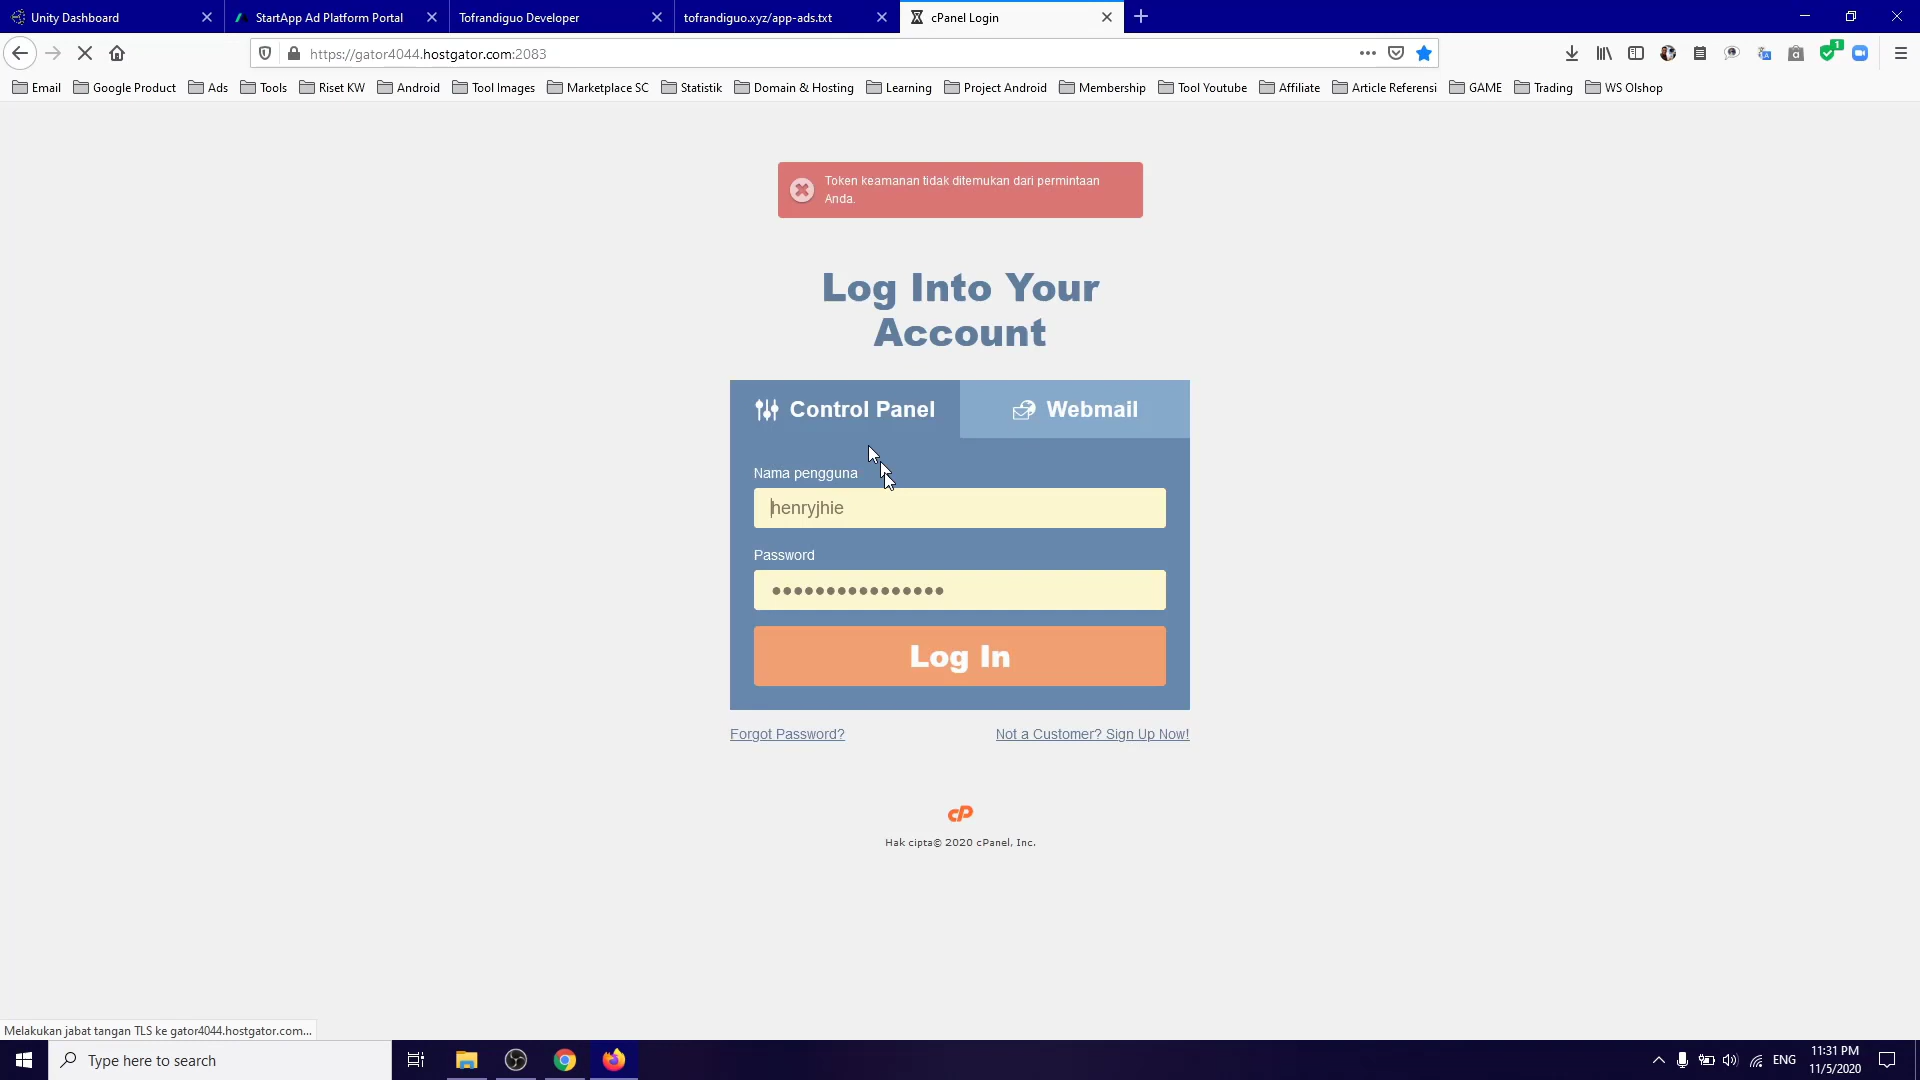 Unity Dashboard
StartApp Ad Platform Portal
Tofrandiguo Developer
tofrandiguo.xyz/app-ads.txt
cPanel Login
https://gator4044.hostgator.com:2083
1
Email
Google Product
Ads
Tools
Riset KW
Android
Tool Images
Marketplace SC
Statistik
Domain & Hosting
Learning
Project Android
Membership
Tool Youtube
Affiliate
Article Referensi
GAME
Trading
WS Olshop
Token keamanan tidak ditemukan dari permintaan
Anda.
Log Into Your
Account
Control Panel
Webmail
Nama pengguna
henryjhie
Password
Log In
Forgot Password?
Not a Customer? Sign Up Now!
cP
Hak cipta© 2020 cPanel, Inc.
Melakukan jabat tangan TLS ke gator4044.hostgator.com...
Type here to search
ENG
11:31 PM
11/5/2020